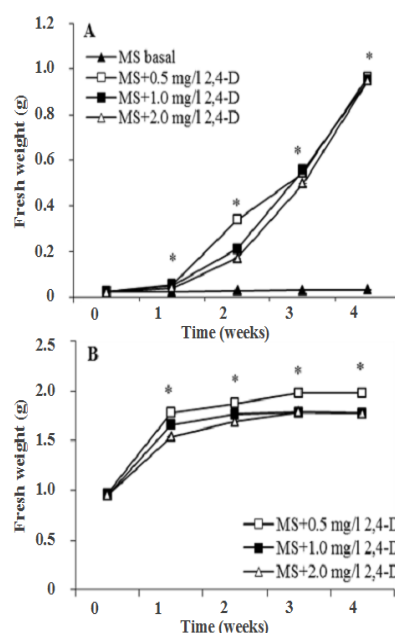 A
MS basal
MS+0.5 mg/l 2,4-D
MS+1.0 mg/l 2,4-D
MS+2.0 mg/l 2,4-D
Fresh weight (g)
1.2
1.0
0.8
0.6
0.4
0.2
0
* * * *
0 1 2 3 4
Time (weeks)
B
Fresh weight (g)
2.5
2.0
1.5
1.0
0.5
0
* * * *
MS+0.5 mg/l 2,4-D
MS+1.0 mg/l 2,4-D
MS+2.0 mg/l 2,4-D
0 1 2 3 4
Time (weeks)